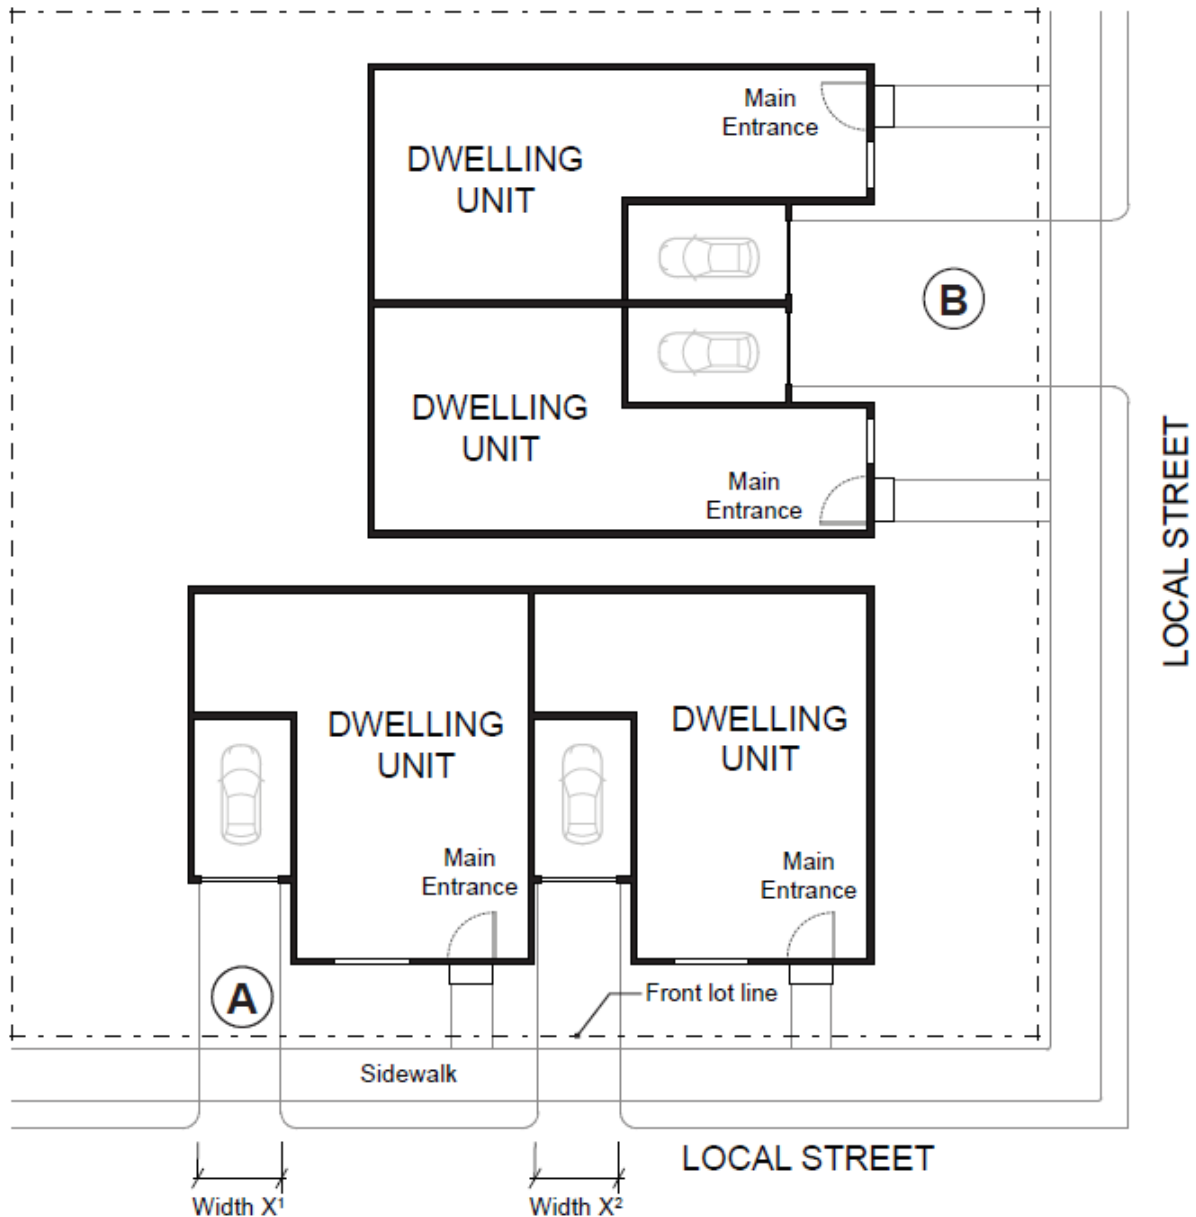 Main
Entrance
DWELLING
UNIT
B
DWELLING
UNIT
Main
Entrance
LOCAL STREET
DWELLING
UNIT
DWELLING
UNIT
Main
Entrance
Main
Entrance
A
Front lot line
Sidewalk
LOCAL STREET
Width X¹
Width X²